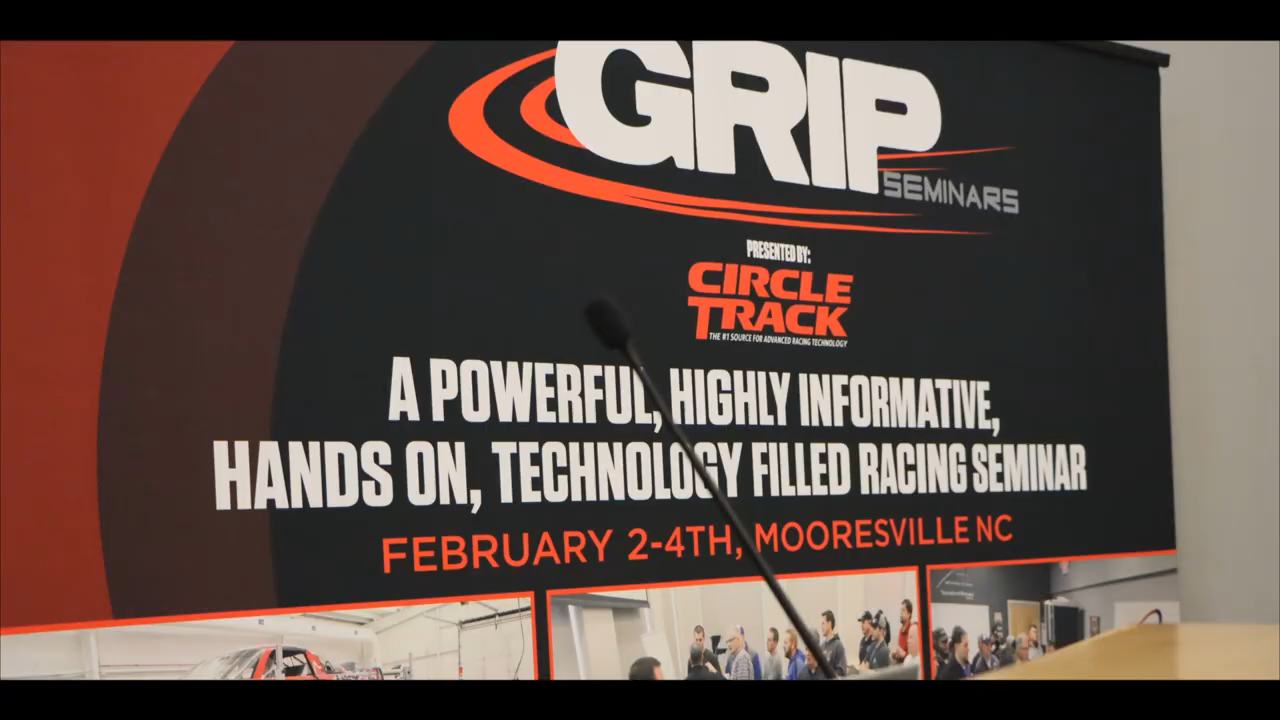 GRIP
SEMINARS
PRESENTED BY:
CIRCLE
TRACK
THE #1 SOURCE FOR ADVANCED RACING TECHNOLOGY
A POWERFUL, HIGHLY INFORMATIVE,
HANDS ON, TECHNOLOGY FILLED RACING SEMINAR
FEBRUARY 2-4TH, MOORESVILLE NC